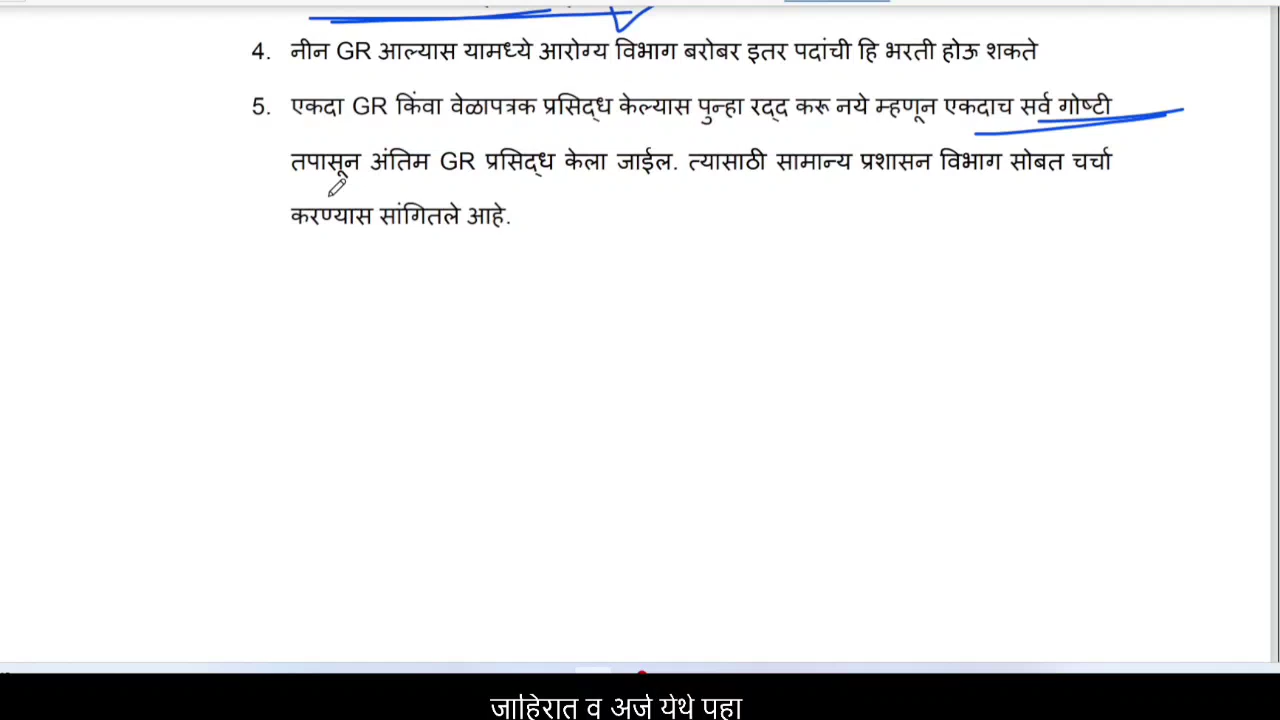 4. नीन GR आल्यास यामध्ये आरोग्य विभाग बरोबर इतर पदांची हि भरती होऊ शकते
5. एकदा GR किंवा वेळापत्रक प्रसिद्ध केल्यास पुन्हा रद्द करू नये म्हणून एकदाच सर्व गोष्टी
तपासून अंतिम GR प्रसिद्ध केला जाईल. त्यासाठी सामान्य प्रशासन विभाग सोबत चर्चा
करण्यास सांगितले आहे.
जाहिरात व अर्ज येथे पहा